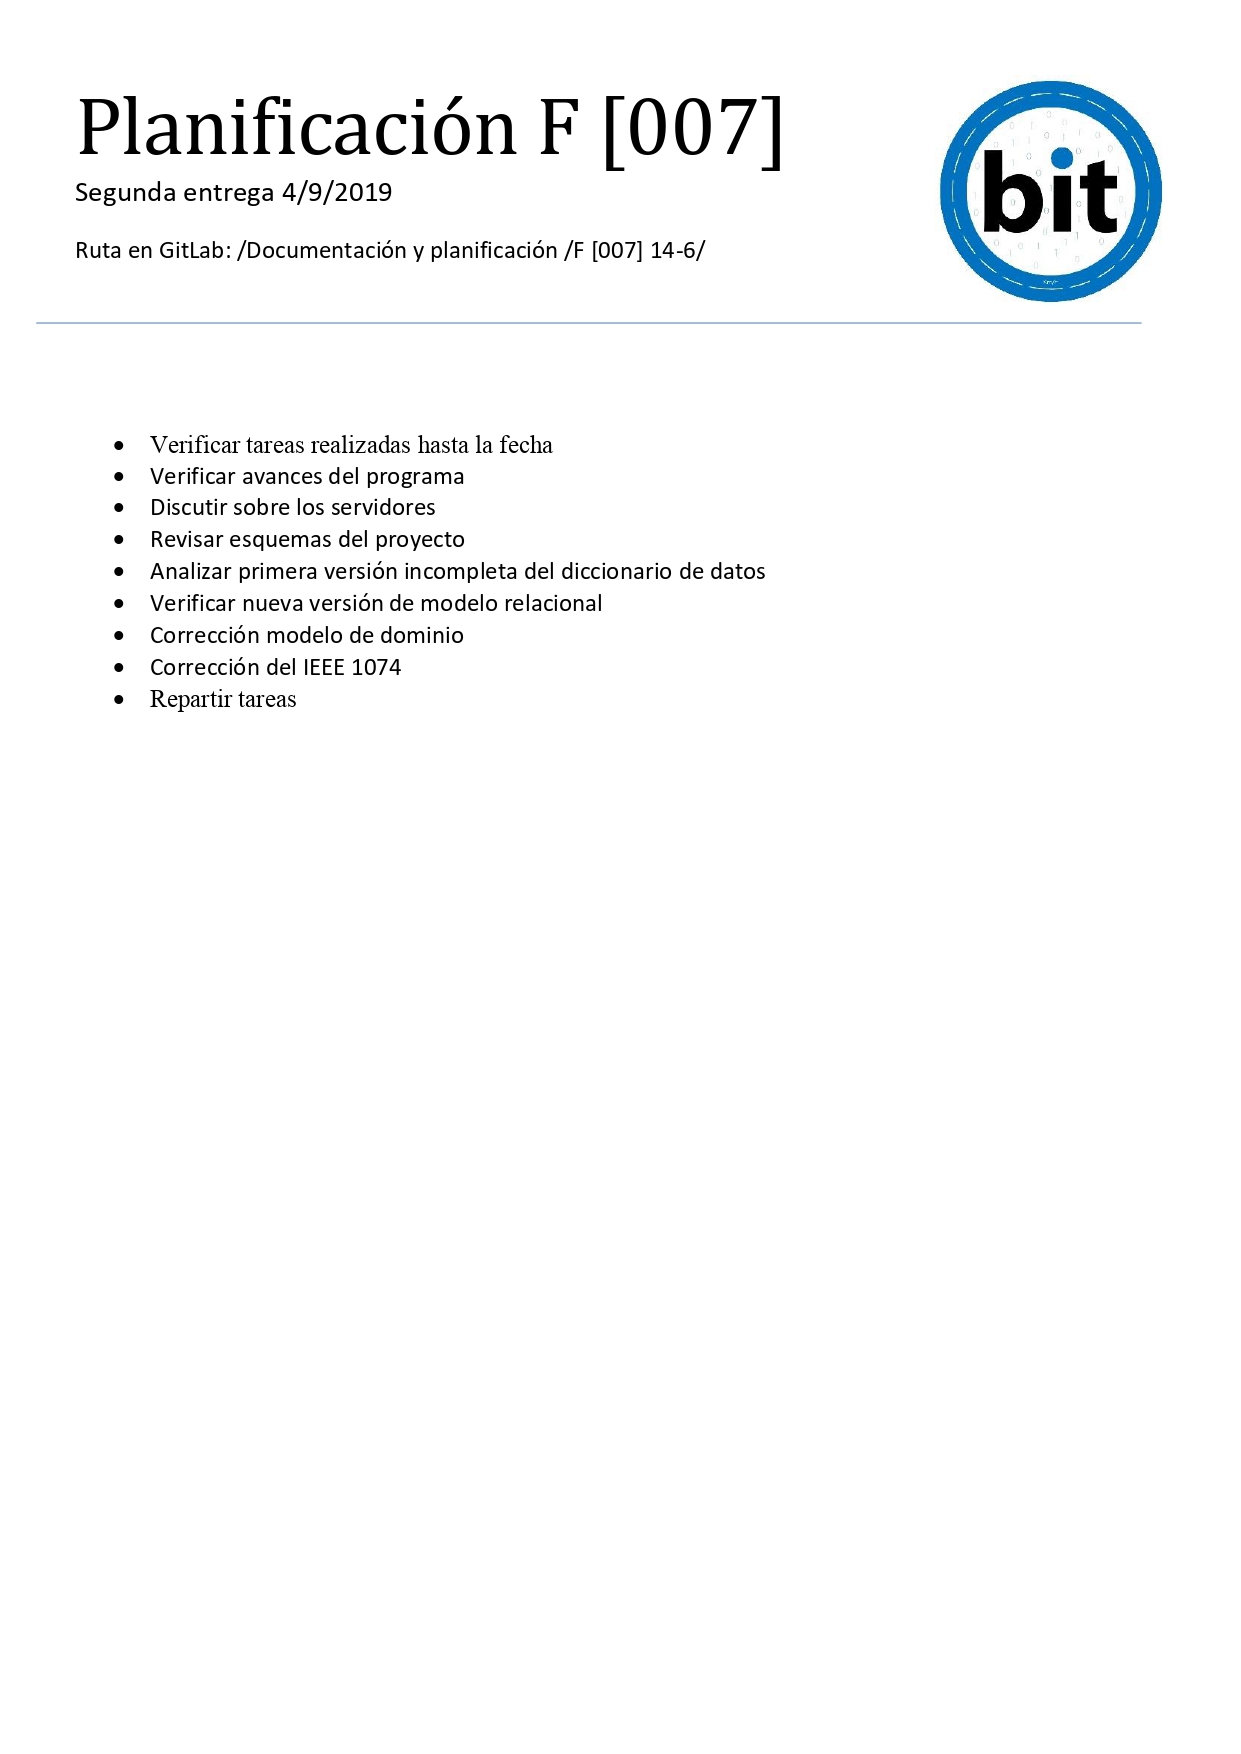 Planificación F [007]
Segunda entrega 4/9/2019
Ruta en GitLab: /Documentación y planificación /F [007] 14-6/
bit
• Verificar tareas realizadas hasta la fecha
• Verificar avances del programa
• Discutir sobre los servidores
• Revisar esquemas del proyecto
• Analizar primera versión incompleta del diccionario de datos
• Verificar nueva versión de modelo relacional
• Corrección modelo de dominio
• Corrección del IEEE 1074
• Repartir tareas